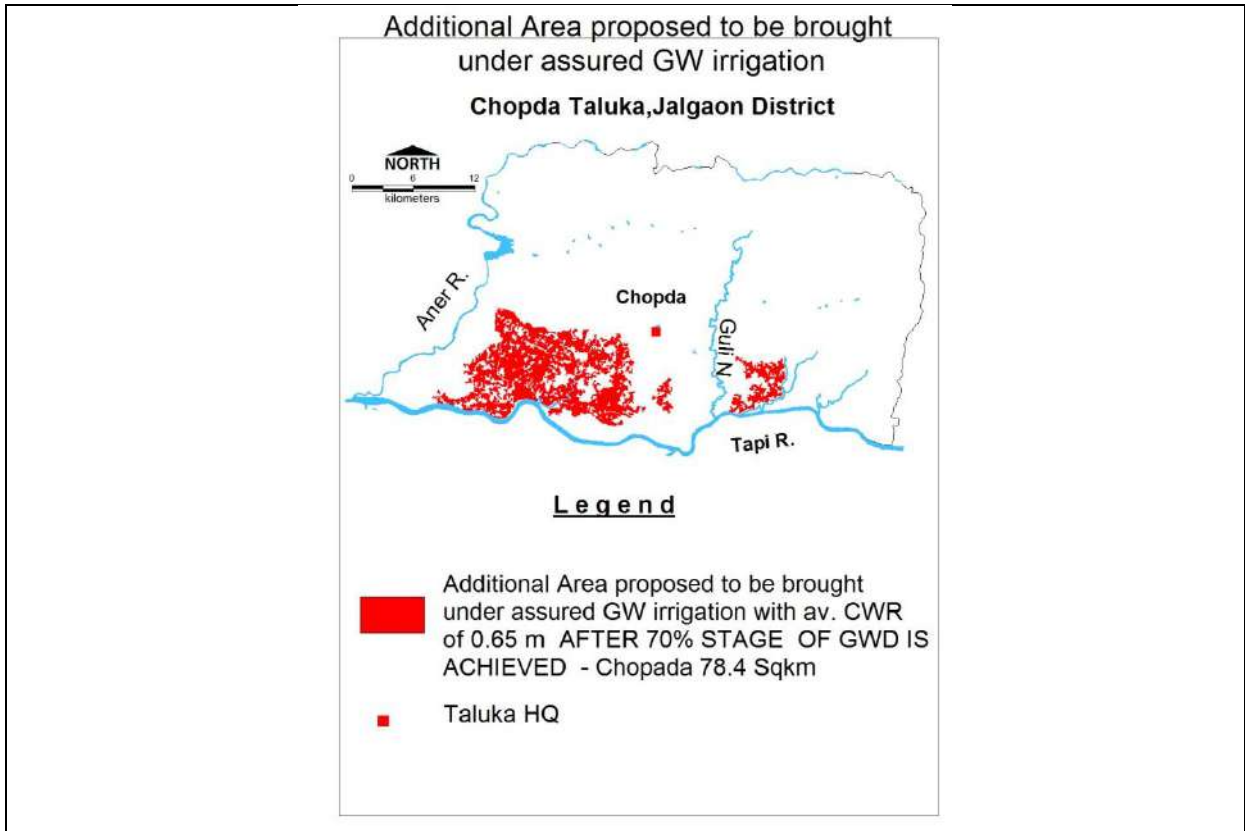 Additional Area proposed to be brought
under assured GW irrigation
Chopda Taluka,Jalgaon District
NORTH
0 6 12
kilometers
Aner R.
Chopda
Guli N
Tapi R.
Legend
Additional Area proposed to be brought
under assured GW irrigation with av. CWR
of 0.65 m AFTER 70% STAGE OF GWD IS
ACHIEVED - Chopada 78.4 Sqkm
Taluka HQ